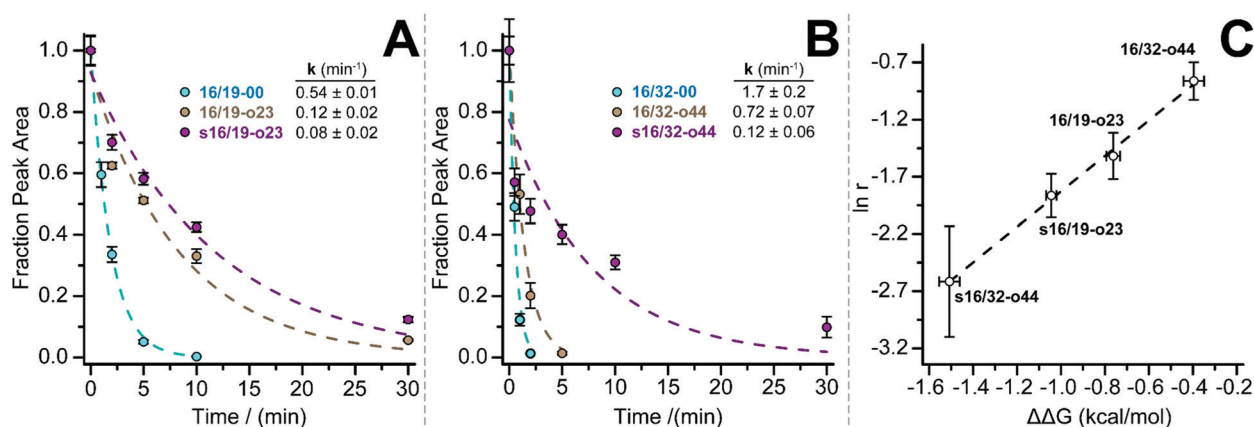 A
Fraction Peak Area
1.0
0.8
0.6
0.4
0.2
0.0
k (min⁻¹)
16/19-00 0.54 ± 0.01
16/19-o23 0.12 ± 0.02
s16/19-o23 0.08 ± 0.02
0 5 10 15 20 25 30
Time / (min)
B
Fraction Peak Area
1.0
0.8
0.6
0.4
0.2
0.0
k (min⁻¹)
16/32-00 1.7 ± 0.2
16/32-o44 0.72 ± 0.07
s16/32-o44 0.12 ± 0.06
0 5 10 15 20 25 30
Time /(min)
C
ln r
-0.7
-1.2
-1.7
-2.2
-2.7
-3.2
16/32-o44
16/19-o23
s16/19-o23
s16/32-o44
-1.6 -1.4 -1.2 -1.0 -0.8 -0.6 -0.4 -0.2
ΔΔG (kcal/mol)